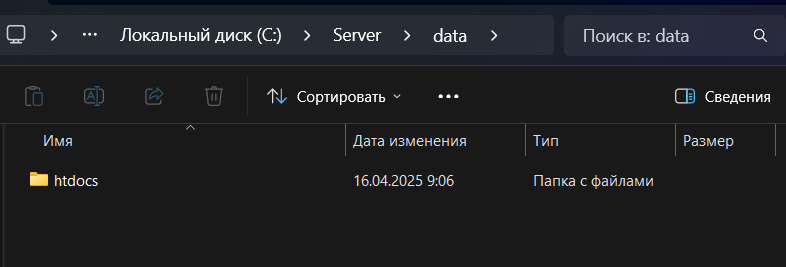 Локальный диск (C:) Server data Поиск в: data
Сортировать Сведения
Имя Дата изменения Тип Размер
htdocs 16.04.2025 9:06 Папка с файлами